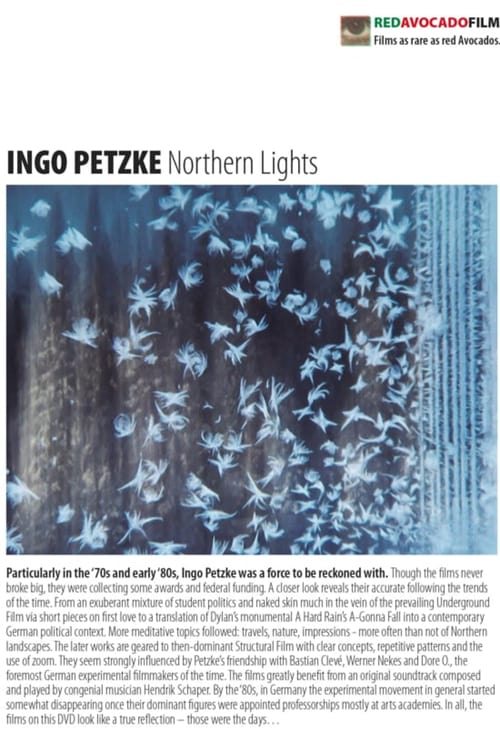 REDAVOCADOFILM
Films as rare as red Avocados.
INGO PETZKE Northern Lights
Particularly in the ‘70s and early ‘80s, Ingo Petzke was a force to be reckoned with. Though the films never
broke big, they were collecting some awards and federal funding. A closer look reveals their accurate following the trends
of the time. From an exuberant mixture of student politics and naked skin much in the vein of the prevailing Underground
Film via short pieces on first love to a translation of Dylan’s monumental A Hard Rain’s A-Gonna Fall into a contemporary
German political context. More meditative topics followed: travels, nature, impressions - more often than not of Northern
landscapes. The later works are geared to then-dominant Structural Film with clear concepts, repetitive patterns and the
use of zoom. They seem strongly influenced by Petzke’s friendship with Bastian Clevé, Werner Nekes and Dore O., the
foremost German experimental filmmakers of the time. The films greatly benefit from an original soundtrack composed
and played by congenial musician Hendrik Schaper. By the ‘80s, in Germany the experimental movement in general started
somewhat disappearing once their dominant figures were appointed professorships mostly at arts academies. In all, the
films on this DVD look like a true reflection – those were the days…